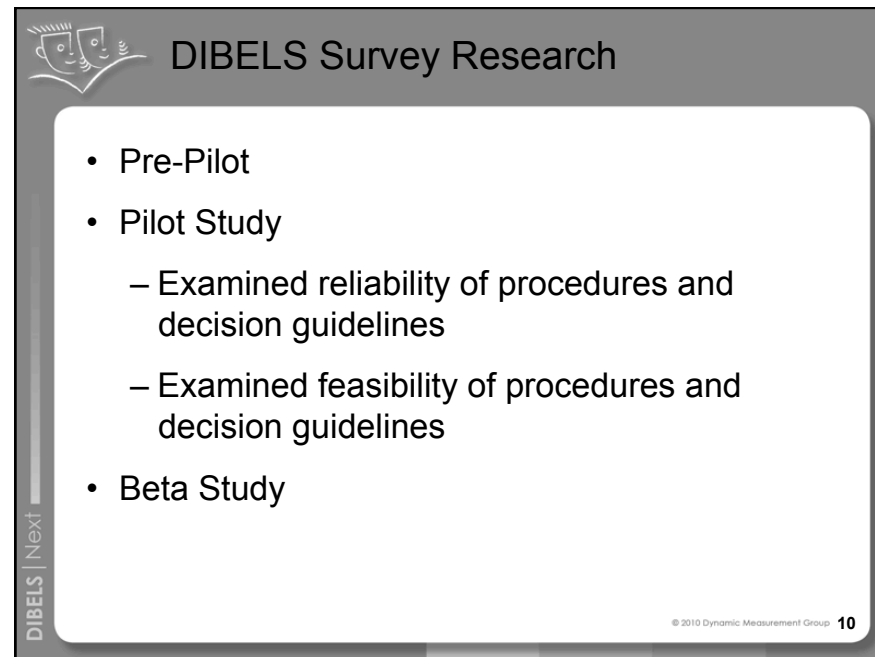 DIBELS Survey Research
• Pre-Pilot
• Pilot Study
– Examined reliability of procedures and
decision guidelines
– Examined feasibility of procedures and
decision guidelines
• Beta Study
DIBELS | Next
© 2010 Dynamic Measurement Group 10